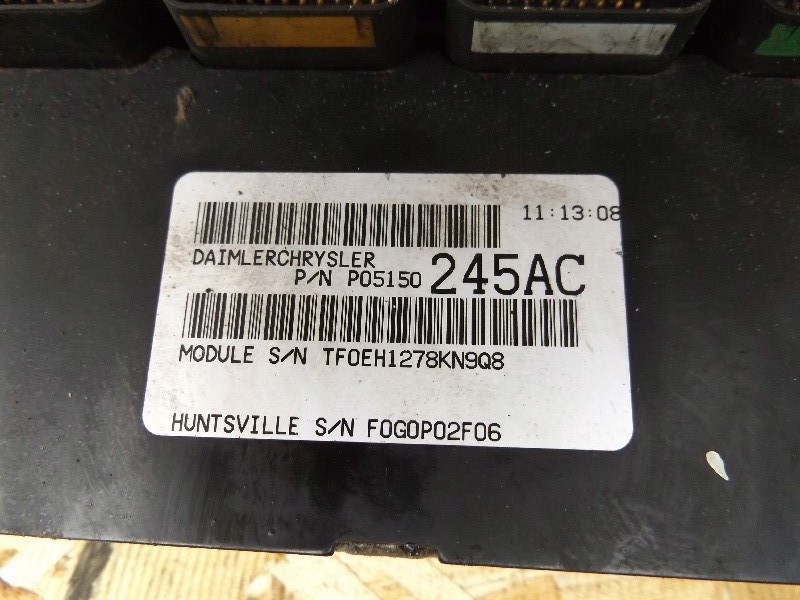 11:13:08
DAIMLERCHRYSLER
P/N P05150 245AC
MODULE S/N TF0EH1278KN9Q8
HUNTSVILLE S/N F0G0P02F06